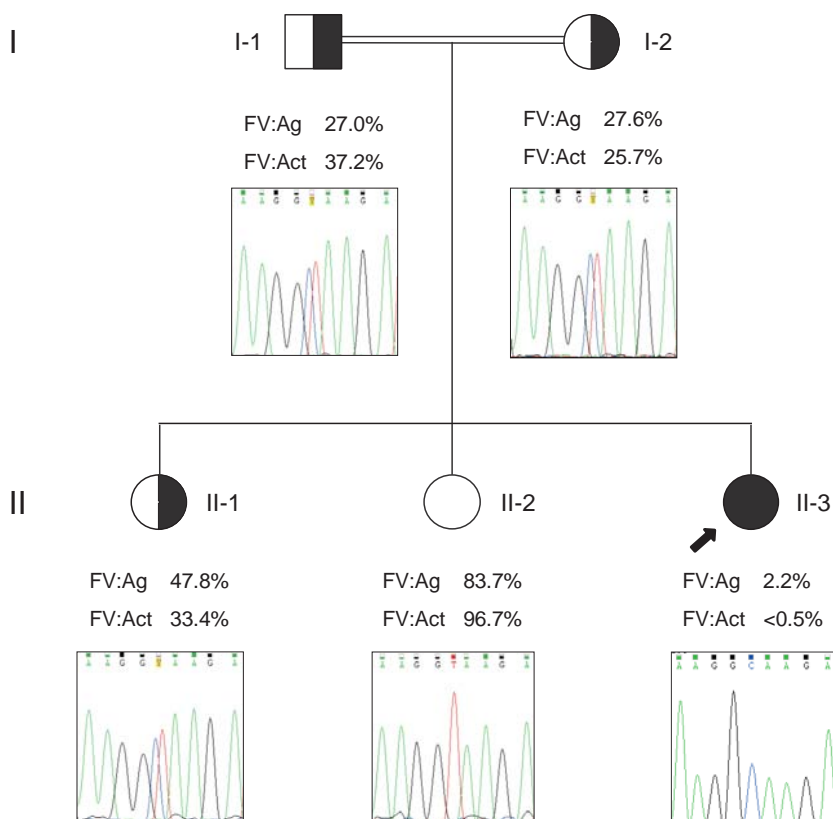 I
I-1
I-2
FV:Ag 27.0%
FV:Act 37.2%
FV:Ag 27.6%
FV:Act 25.7%
A A G G T A A G A
A A G G T A A G A
II
II-1
II-2
II-3
FV:Ag 47.8%
FV:Act 33.4%
FV:Ag 83.7%
FV:Act 96.7%
FV:Ag 2.2%
FV:Act <0.5%
A A G G T A A G A
A A G G T A A G A
A A G G C A A G A